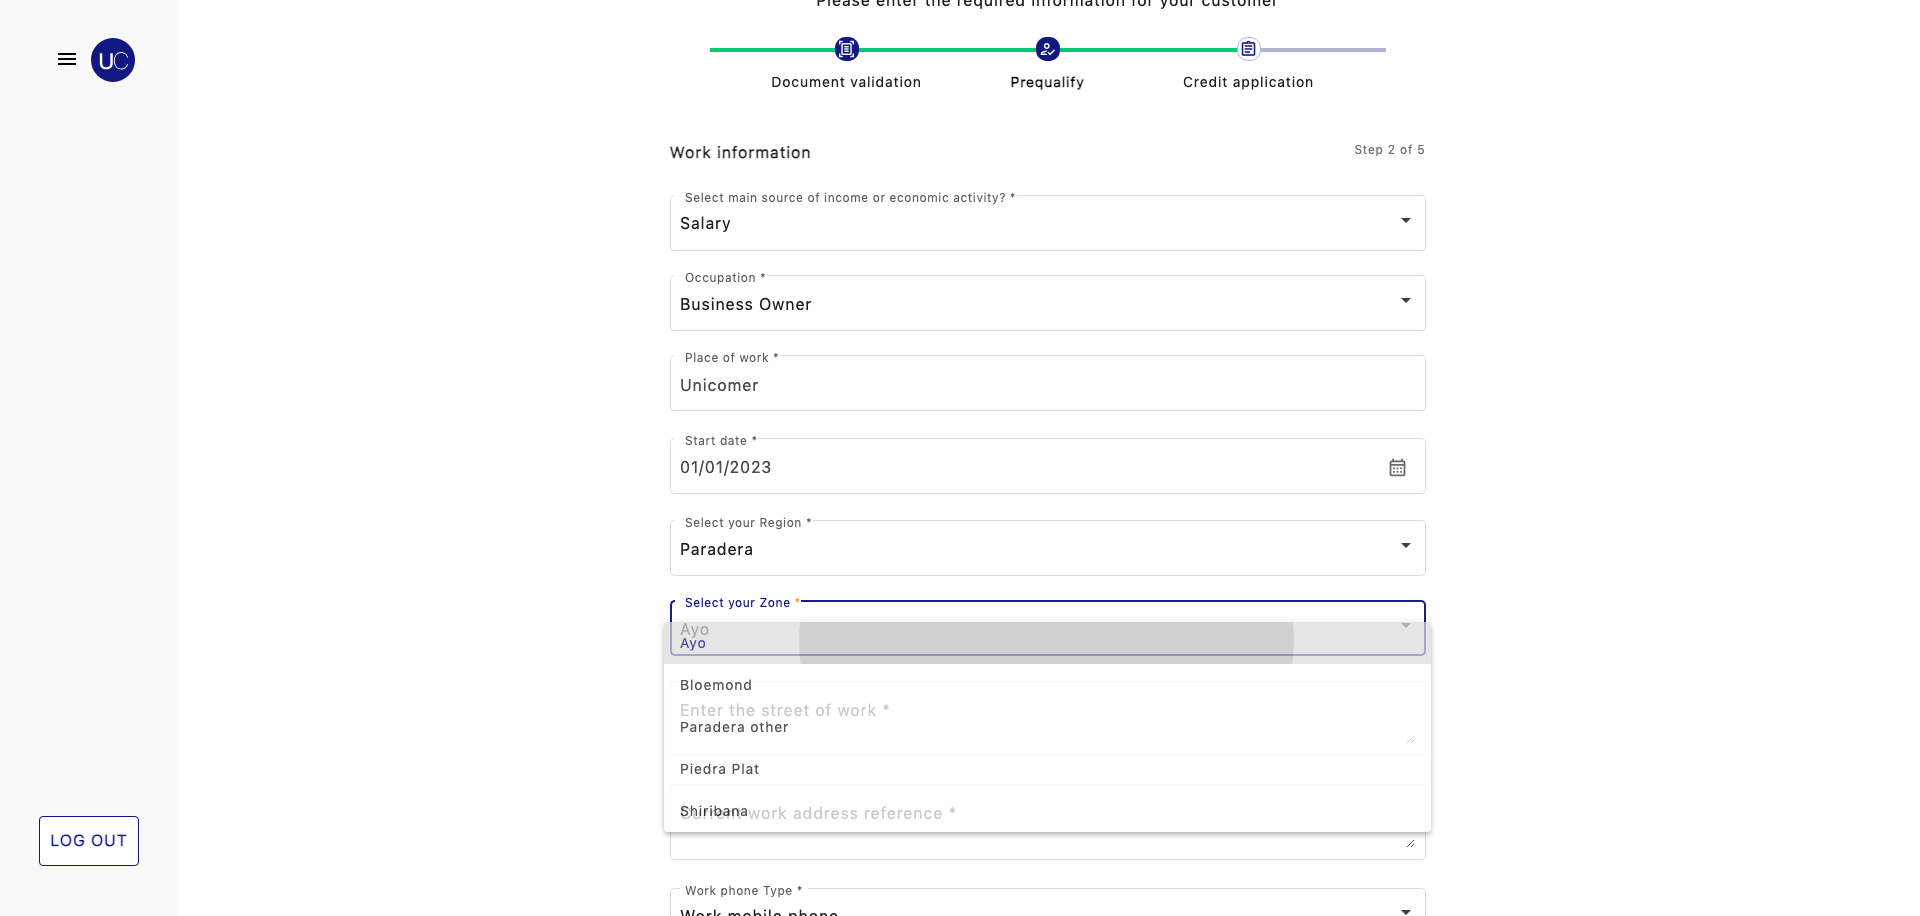 Please enter the required information for your customer
UC
Document validation
Prequalify
Credit application
Work information
Step 2 of 5
Select main source of income or economic activity? *
Salary
Occupation *
Business Owner
Place of work *
Unicomer
Start date *
01/01/2023
Select your Region *
Paradera
Select your Zone *
Ayo
Ayo
Bloemond
Enter the street of work *
Paradera other
Piedra Plat
Shiribana
Current work address reference *
LOG OUT
Work phone Type *
Work mobile phone